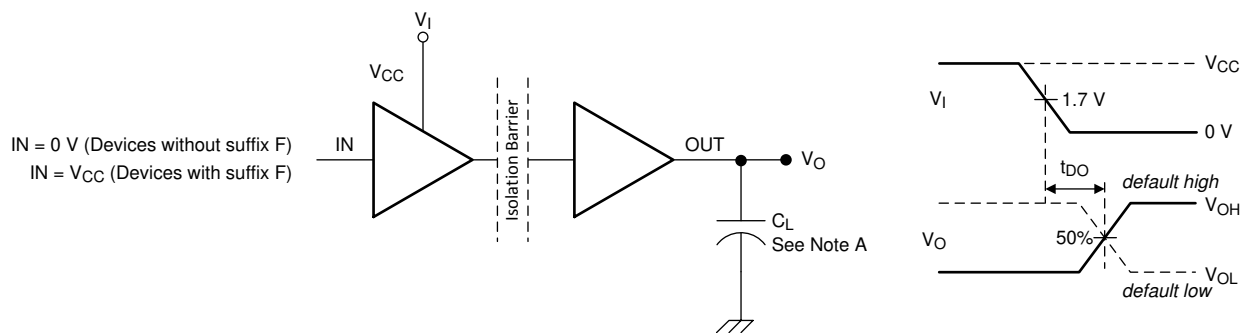 V_I
V_CC
IN = 0 V (Devices without suffix F)
IN = V_CC (Devices with suffix F)
IN
Isolation Barrier
OUT
V_O
C_L
See Note A
V_I
V_CC
1.7 V
0 V
t_DO
default high
V_OH
V_O
50%
V_OL
default low